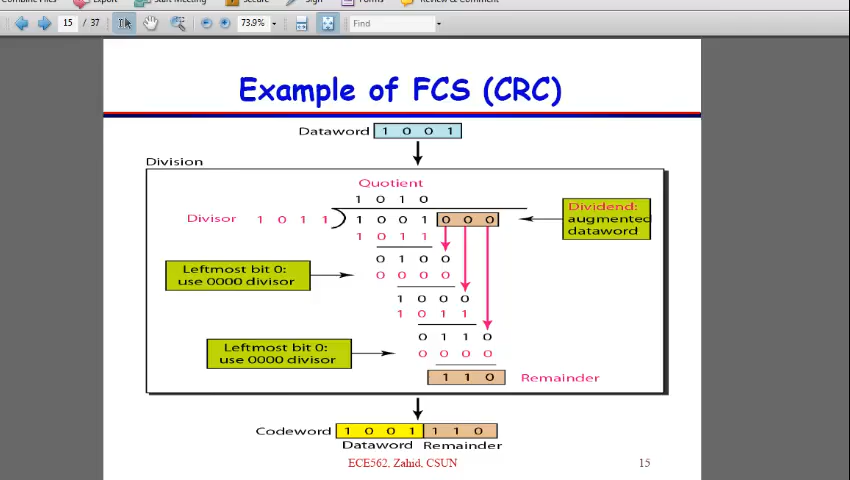 Export
Start Meeting
Secure
Sign
Forms
Review & Comment
15 / 37
73.9%
Find
Example of FCS (CRC)
Dataword 1 0 0 1
Division
Quotient
1 0 1 0
Divisor 1 0 1 1 ) 1 0 0 1 0 0 0
Dividend:
augmented
dataword
1 0 1 1
0 1 0 0
Leftmost bit 0:
use 0000 divisor
0 0 0 0
1 0 0 0
1 0 1 1
0 1 1 0
Leftmost bit 0:
use 0000 divisor
0 0 0 0
1 1 0 Remainder
Codeword 1 0 0 1 1 1 0
Dataword Remainder
ECE562, Zahid, CSUN
15